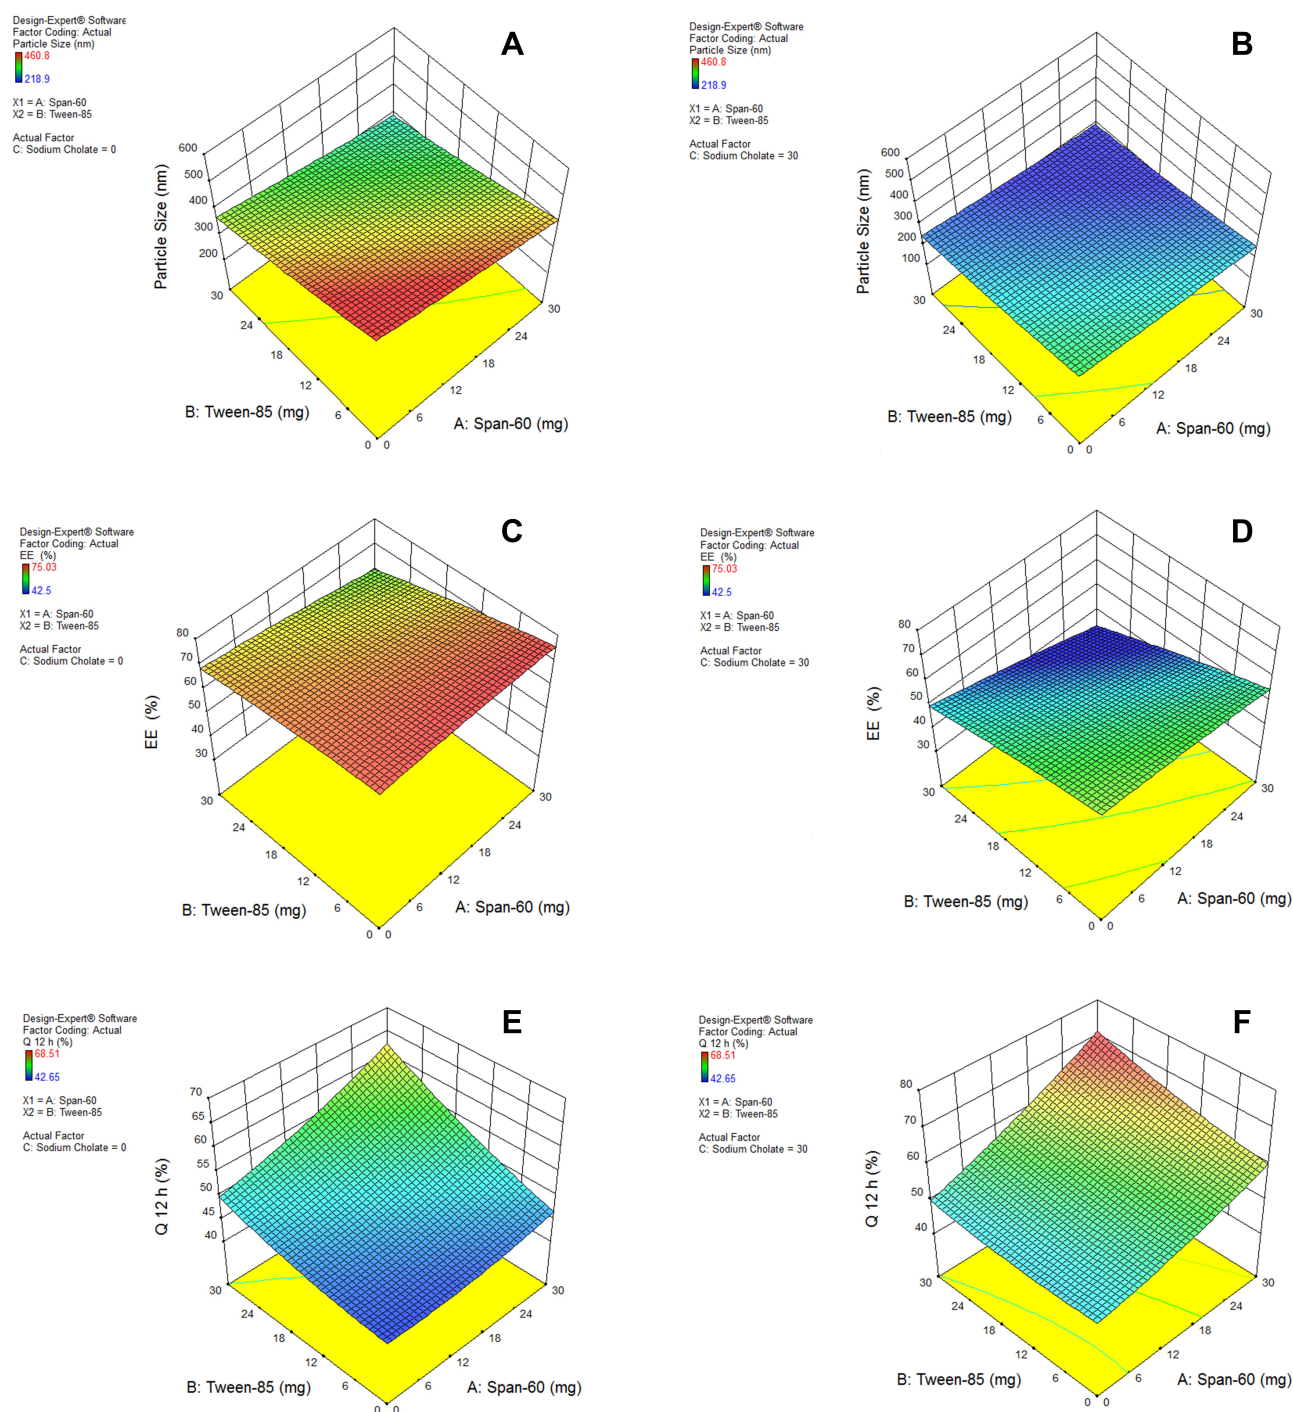 Design-Expert® Software
Factor Coding: Actual
Particle Size (nm)
460.8
218.9
X1 = A: Span-60
X2 = B: Tween-85
Actual Factor
C: Sodium Cholate = 0
A
Particle Size (nm)
600
500
400
300
200
30
24
18
12
6
0
0
6
12
18
24
30
B: Tween-85 (mg)
A: Span-60 (mg)
Design-Expert® Software
Factor Coding: Actual
Particle Size (nm)
460.8
218.9
X1 = A: Span-60
X2 = B: Tween-85
Actual Factor
C: Sodium Cholate = 30
B
Particle Size (nm)
600
500
400
300
200
100
30
24
18
12
6
0
0
6
12
18
24
30
B: Tween-85 (mg)
A: Span-60 (mg)
Design-Expert® Software
Factor Coding: Actual
EE (%)
75.03
42.5
X1 = A: Span-60
X2 = B: Tween-85
Actual Factor
C: Sodium Cholate = 0
C
EE (%)
80
70
60
50
40
30
30
24
18
12
6
0
0
6
12
18
24
30
B: Tween-85 (mg)
A: Span-60 (mg)
Design-Expert® Software
Factor Coding: Actual
EE (%)
75.03
42.5
X1 = A: Span-60
X2 = B: Tween-85
Actual Factor
C: Sodium Cholate = 30
D
EE (%)
80
70
60
50
40
30
30
24
18
12
6
0
0
6
12
18
24
30
B: Tween-85 (mg)
A: Span-60 (mg)
Design-Expert® Software
Factor Coding: Actual
Q 12 h (%)
68.51
42.65
X1 = A: Span-60
X2 = B: Tween-85
Actual Factor
C: Sodium Cholate = 0
E
Q 12 h (%)
70
65
60
55
50
45
40
30
24
18
12
6
0
0
6
12
18
24
30
B: Tween-85 (mg)
A: Span-60 (mg)
Design-Expert® Software
Factor Coding: Actual
Q 12 h (%)
68.51
42.65
X1 = A: Span-60
X2 = B: Tween-85
Actual Factor
C: Sodium Cholate = 30
F
Q 12 h (%)
80
70
60
50
40
30
24
18
12
6
0
0
6
12
18
24
30
B: Tween-85 (mg)
A: Span-60 (mg)